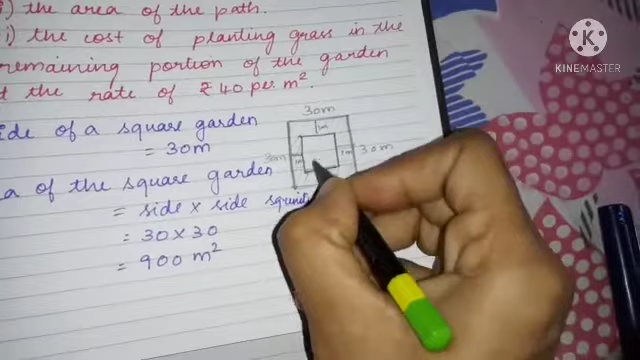 i) the area of the path.
i) the cost of planting grass in the
remaining portion of the garden
t the rate of ₹ 40 per m².
ide of a square garden
= 30m
a of the square garden
= side × side squnit
= 30 × 30
= 900 m²
30m
1m
30m
1m
1m
30m
K
KINEMASTER